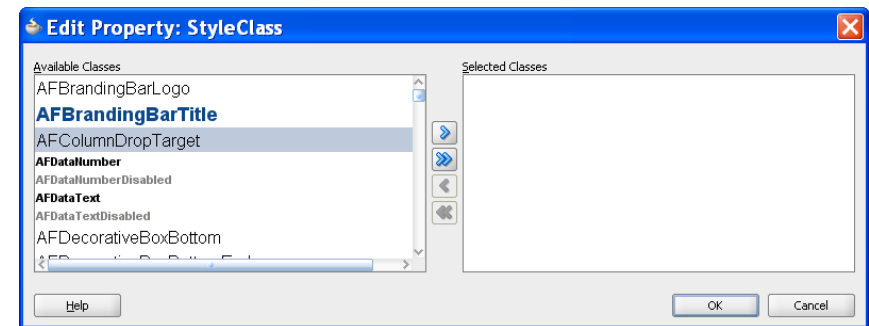 Edit Property: StyleClass
Available Classes
Selected Classes
AFBrandingBarLogo
AFBrandingBarTitle
AFColumnDropTarget
AFDataNumber
AFDataNumberDisabled
AFDataText
AFDataTextDisabled
AFDecorativeBoxBottom
Help
OK
Cancel